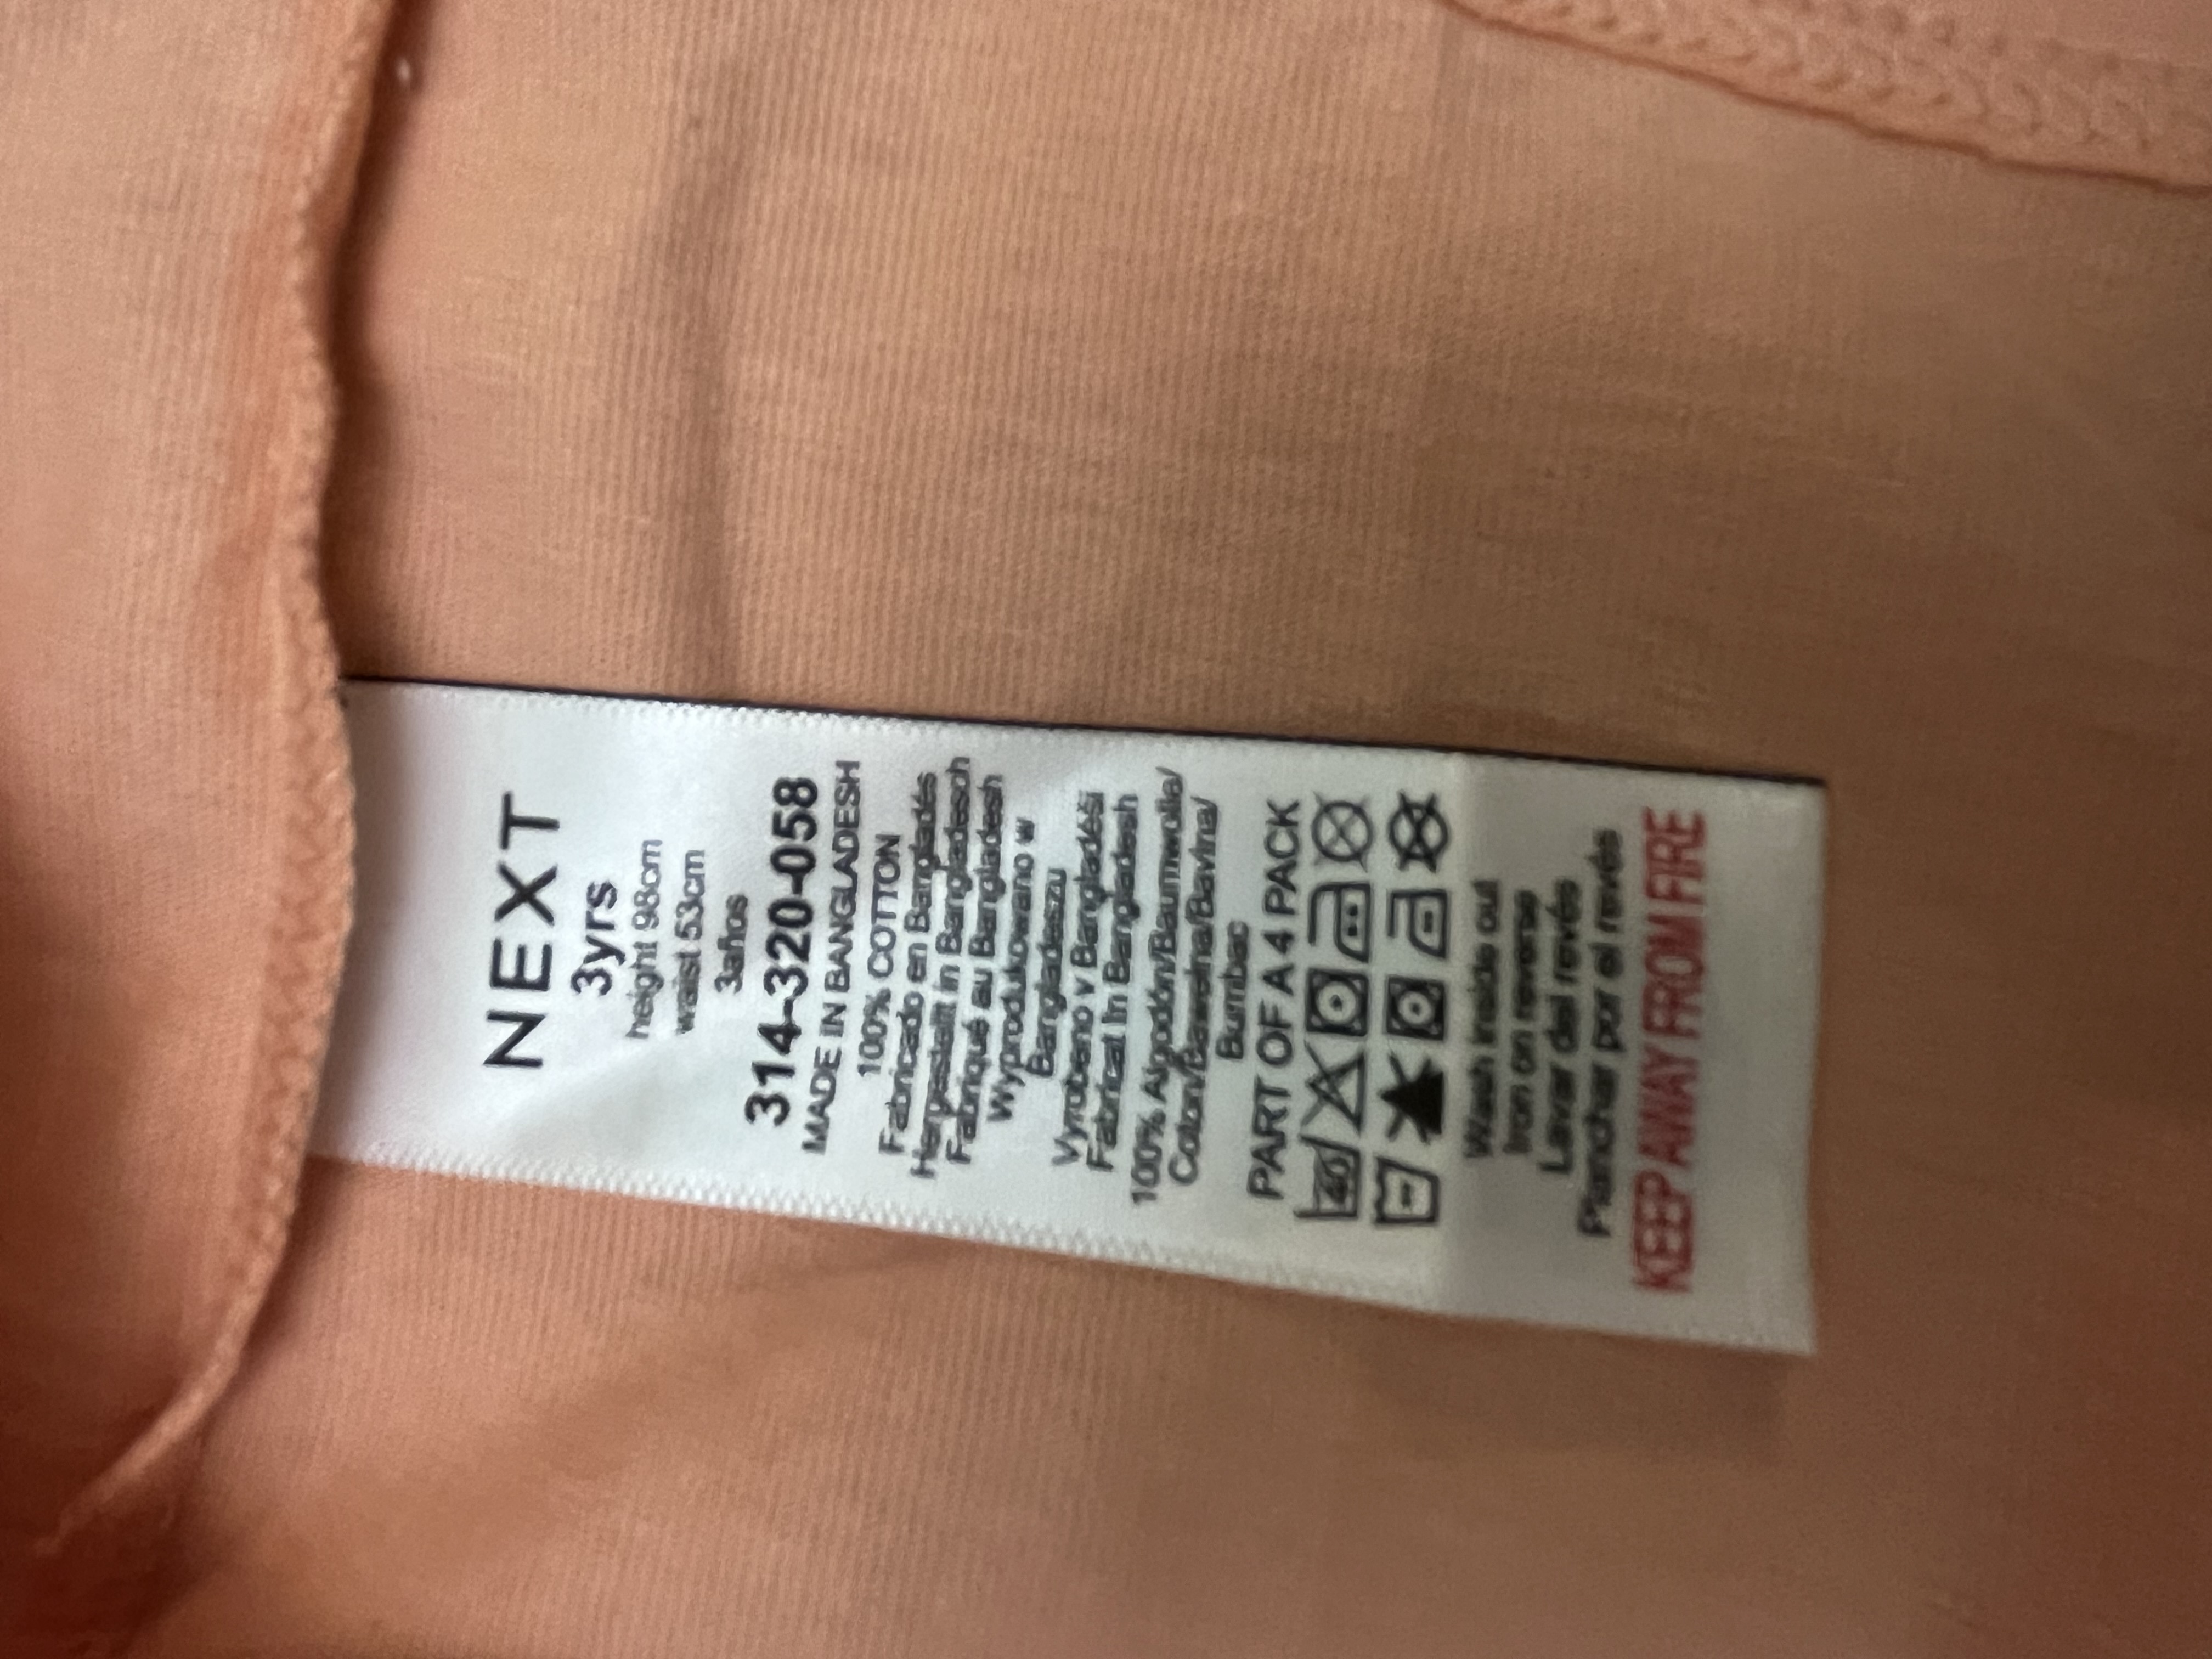 NEXT
3yrs
height 98cm
waist 53cm
3años
314-320-058
MADE IN BANGLADESH
100% COTTON
Fabricado en Bangladés
Hergestellt in Bangladesch
Fabriqué au Bangladesh
Wyprodukowano w
Bangladeszu
Vyrobeno v Bangladéši
Fabricat în Bangladesh
100% Algodón/Baumwolle/
Coton/Bawełna/Bavlna/
Bumbac
PART OF A 4 PACK
40
Wash inside out
Iron on reverse
Lavar del revés
Planchar por el revés
KEEP AWAY FROM FIRE